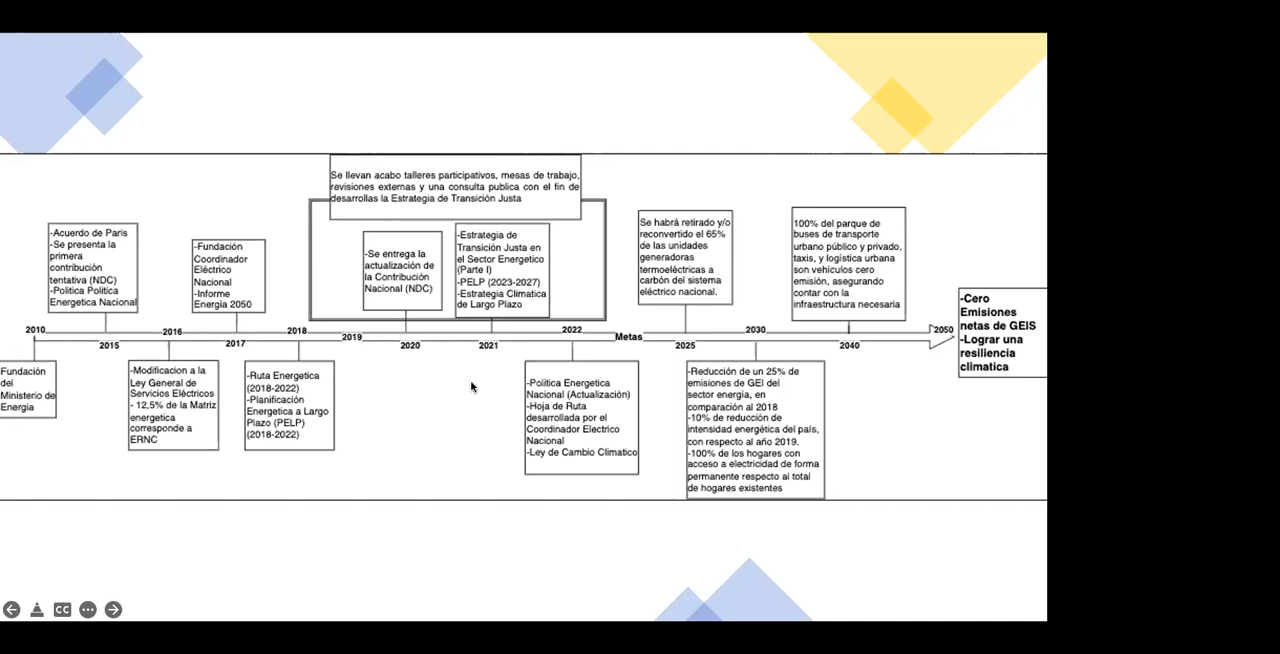 Se llevan acabo talleres participativos, mesas de trabajo,
revisiones externas y una consulta publica con el fin de
desarrollas la Estrategia de Transición Justa
-Acuerdo de Paris
-Se presenta la
primera
contribución
tentativa (NDC)
-Politica Politica
Energetica Nacional
-Fundación
Coordinador
Eléctrico
Nacional
-Informe
Energia 2050
-Se entrega la
actualización de
la Contribución
Nacional (NDC)
-Estrategia de
Transición Justa en
el Sector Energetico
(Parte I)
-PELP (2023-2027)
-Estrategia Climatica
de Largo Plazo
Se habrá retirado y/o
reconvertido el 65%
de las unidades
generadoras
termoeléctricas a
carbón del sistema
eléctrico nacional.
100% del parque de
buses de transporte
urbano público y privado,
taxis, y logística urbana
son vehículos cero
emisión, asegurando
contar con la
infraestructura necesaria
-Cero
Emisiones
netas de GEIS
-Lograr una
resiliencia
climatica
2010
2015
2016
2017
2018
2019
2020
2021
2022
Metas
2025
2030
2040
2050
Fundación
del
Ministerio de
Energía
-Modificacion a la
Ley General de
Servicios Eléctricos
- 12,5% de la Matriz
energetica
corresponde a
ERNC
-Ruta Energetica
(2018-2022)
-Planificación
Energetica a Largo
Plazo (PELP)
(2018-2022)
-Política Energetica
Nacional (Actualización)
-Hoja de Ruta
desarrollada por el
Coordinador Electrico
Nacional
-Ley de Cambio Climatico
-Reducción de un 25% de
emisiones de GEI del
sector energía, en
comparación al 2018
-10% de reducción de
intensidad energética del país,
con respecto al año 2019.
-100% de los hogares con
acceso a electricidad de forma
permanente respecto al total
de hogares existentes
CC